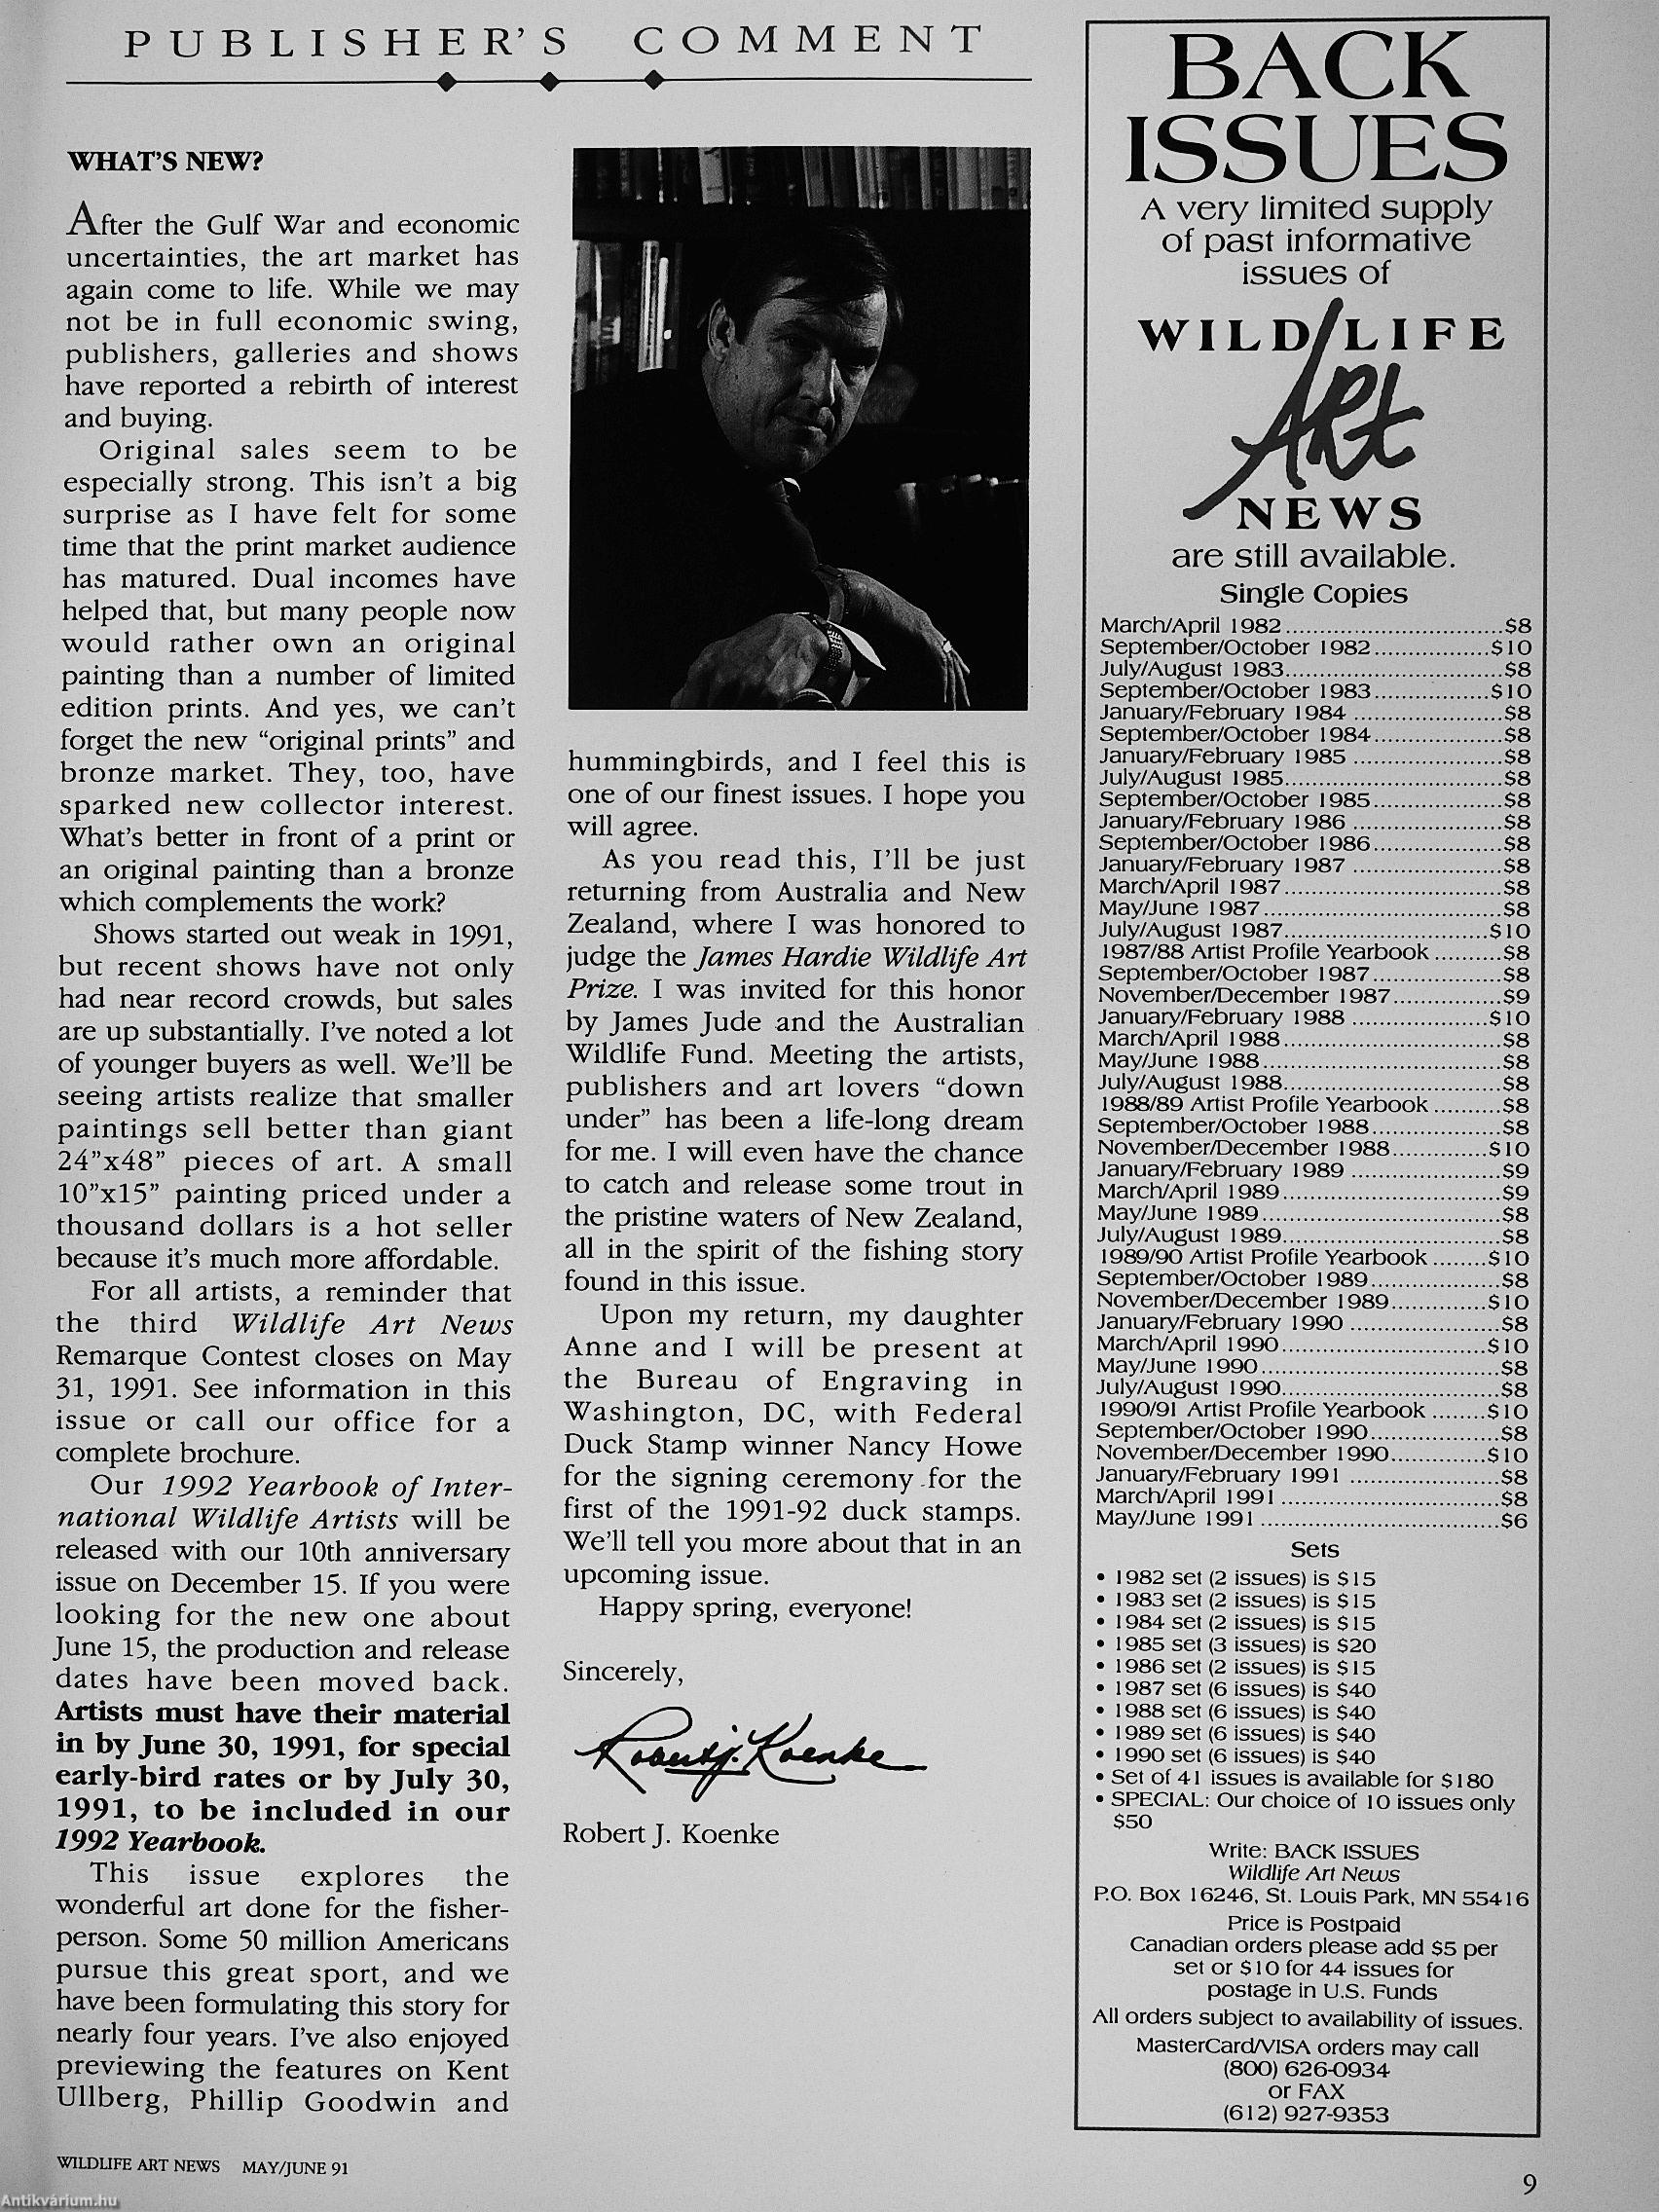 PUBLISHER'S COMMENT
WHAT'S NEW?
After the Gulf War and economic
uncertainties, the art market has
again come to life. While we may
not be in full economic swing,
publishers, galleries and shows
have reported a rebirth of interest
and buying.
Original sales seem to be
especially strong. This isn't a big
surprise as I have felt for some
time that the print market audience
has matured. Dual incomes have
helped that, but many people now
would rather own an original
painting than a number of limited
edition prints. And yes, we can't
forget the new "original prints" and
bronze market. They, too, have
sparked new collector interest.
What's better in front of a print or
an original painting than a bronze
which complements the work?
Shows started out weak in 1991,
but recent shows have not only
had near record crowds, but sales
are up substantially. I've noted a lot
of younger buyers as well. We'll be
seeing artists realize that smaller
paintings sell better than giant
24"x48" pieces of art. A small
10"x15" painting priced under a
thousand dollars is a hot seller
because it's much more affordable.
For all artists, a reminder that
the third Wildlife Art News
Remarque Contest closes on May
31, 1991. See information in this
issue or call our office for a
complete brochure.
Our 1992 Yearbook of Inter-
national Wildlife Artists will be
released with our 10th anniversary
issue on December 15. If you were
looking for the new one about
June 15, the production and release
dates have been moved back.
Artists must have their material
in by June 30, 1991, for special
early-bird rates or by July 30,
1991, to be included in our
1992 Yearbook.
This issue explores the
wonderful art done for the fisher-
person. Some 50 million Americans
pursue this great sport, and we
have been formulating this story for
nearly four years. I've also enjoyed
previewing the features on Kent
Ullberg, Phillip Goodwin and
hummingbirds, and I feel this is
one of our finest issues. I hope you
will agree.
As you read this, I'll be just
returning from Australia and New
Zealand, where I was honored to
judge the James Hardie Wildlife Art
Prize. I was invited for this honor
by James Jude and the Australian
Wildlife Fund. Meeting the artists,
publishers and art lovers "down
under" has been a life-long dream
for me. I will even have the chance
to catch and release some trout in
the pristine waters of New Zealand,
all in the spirit of the fishing story
found in this issue.
Upon my return, my daughter
Anne and I will be present at
the Bureau of Engraving in
Washington, DC, with Federal
Duck Stamp winner Nancy Howe
for the signing ceremony for the
first of the 1991-92 duck stamps.
We'll tell you more about that in an
upcoming issue.
Happy spring, everyone!
Sincerely,
Robert J. Koenke
Robert J. Koenke
BACK
ISSUES
A very limited supply
of past informative
issues of
WILDLIFE
ART
NEWS
are still available.
Single Copies
March/April 1982................................$8
September/October 1982.................$10
July/August 1983................................$8
September/October 1983.................$10
January/February 1984 ......................$8
September/October 1984...................$8
January/February 1985 ......................$8
July/August 1985................................$8
September/October 1985...................$8
January/February 1986 ......................$8
September/October 1986...................$8
January/February 1987 ......................$8
March/April 1987................................$8
May/June 1987...................................$8
July/August 1987..............................$10
1987/88 Artist Profile Yearbook..........$8
September/October 1987...................$8
November/December 1987................$9
January/February 1988 ....................$10
March/April 1988................................$8
May/June 1988...................................$8
July/August 1988................................$8
1988/89 Artist Profile Yearbook..........$8
September/October 1988...................$8
November/December 1988..............$10
January/February 1989 ......................$9
March/April 1989................................$9
May/June 1989...................................$8
July/August 1989................................$8
1989/90 Artist Profile Yearbook........$10
September/October 1989...................$8
November/December 1989..............$10
January/February 1990 ......................$8
March/April 1990..............................$10
May/June 1990...................................$8
July/August 1990................................$8
1990/91 Artist Profile Yearbook ........$10
September/October 1990...................$8
November/December 1990..............$10
January/February 1991 ......................$8
March/April 1991................................$8
May/June 1991...................................$6
Sets
• 1982 set (2 issues) is $15
• 1983 set (2 issues) is $15
• 1984 set (2 issues) is $15
• 1985 set (3 issues) is $20
• 1986 set (2 issues) is $15
• 1987 set (6 issues) is $40
• 1988 set (6 issues) is $40
• 1989 set (6 issues) is $40
• 1990 set (6 issues) is $40
• Set of 41 issues is available for $180
• SPECIAL: Our choice of 10 issues only
$50
Write: BACK ISSUES
Wildlife Art News
P.O. Box 16246, St. Louis Park, MN 55416
Price is Postpaid
Canadian orders please add $5 per
set or $10 for 44 issues for
postage in U.S. Funds
All orders subject to availability of issues.
MasterCard/VISA orders may call
(800) 626-0934
or FAX
(612) 927-9353
WILDLIFE ART NEWS MAY/JUNE 91
9
Antikvárium.hu